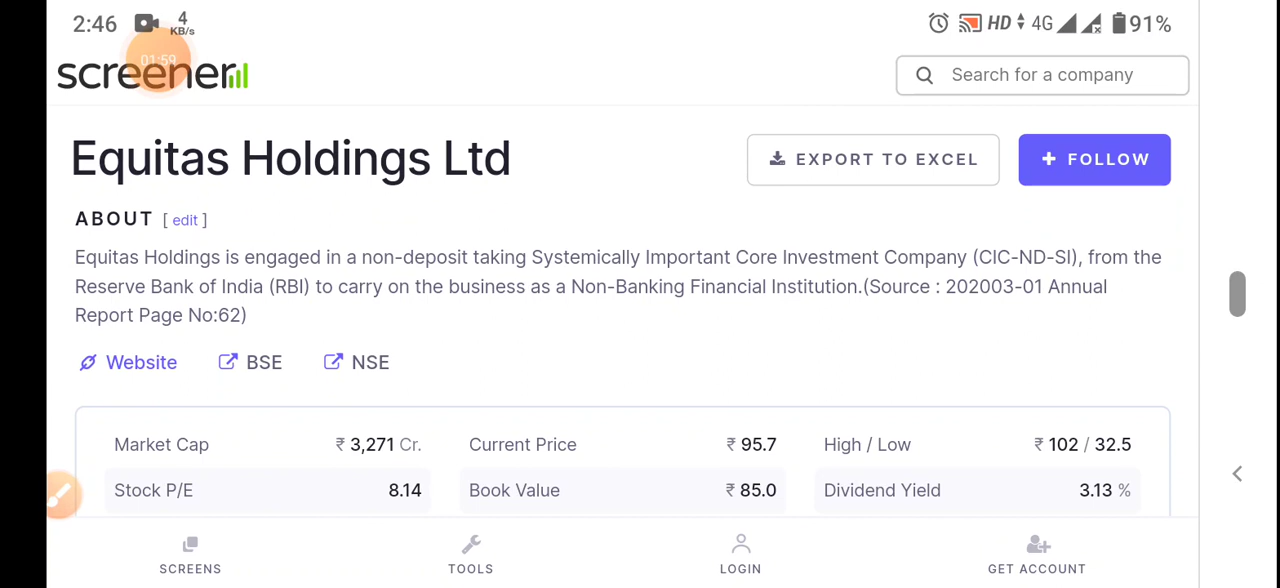 2:46 4 KB/s HD 4G 91%
01:59
screener
Search for a company
Equitas Holdings Ltd
EXPORT TO EXCEL
+ FOLLOW
ABOUT [ edit ]
Equitas Holdings is engaged in a non-deposit taking Systemically Important Core Investment Company (CIC-ND-SI), from the
Reserve Bank of India (RBI) to carry on the business as a Non-Banking Financial Institution.(Source : 202003-01 Annual
Report Page No:62)
Website BSE NSE
Market Cap ₹ 3,271 Cr. Current Price ₹ 95.7 High / Low ₹ 102 / 32.5
Stock P/E 8.14 Book Value ₹ 85.0 Dividend Yield 3.13 %
SCREENS TOOLS LOGIN GET ACCOUNT